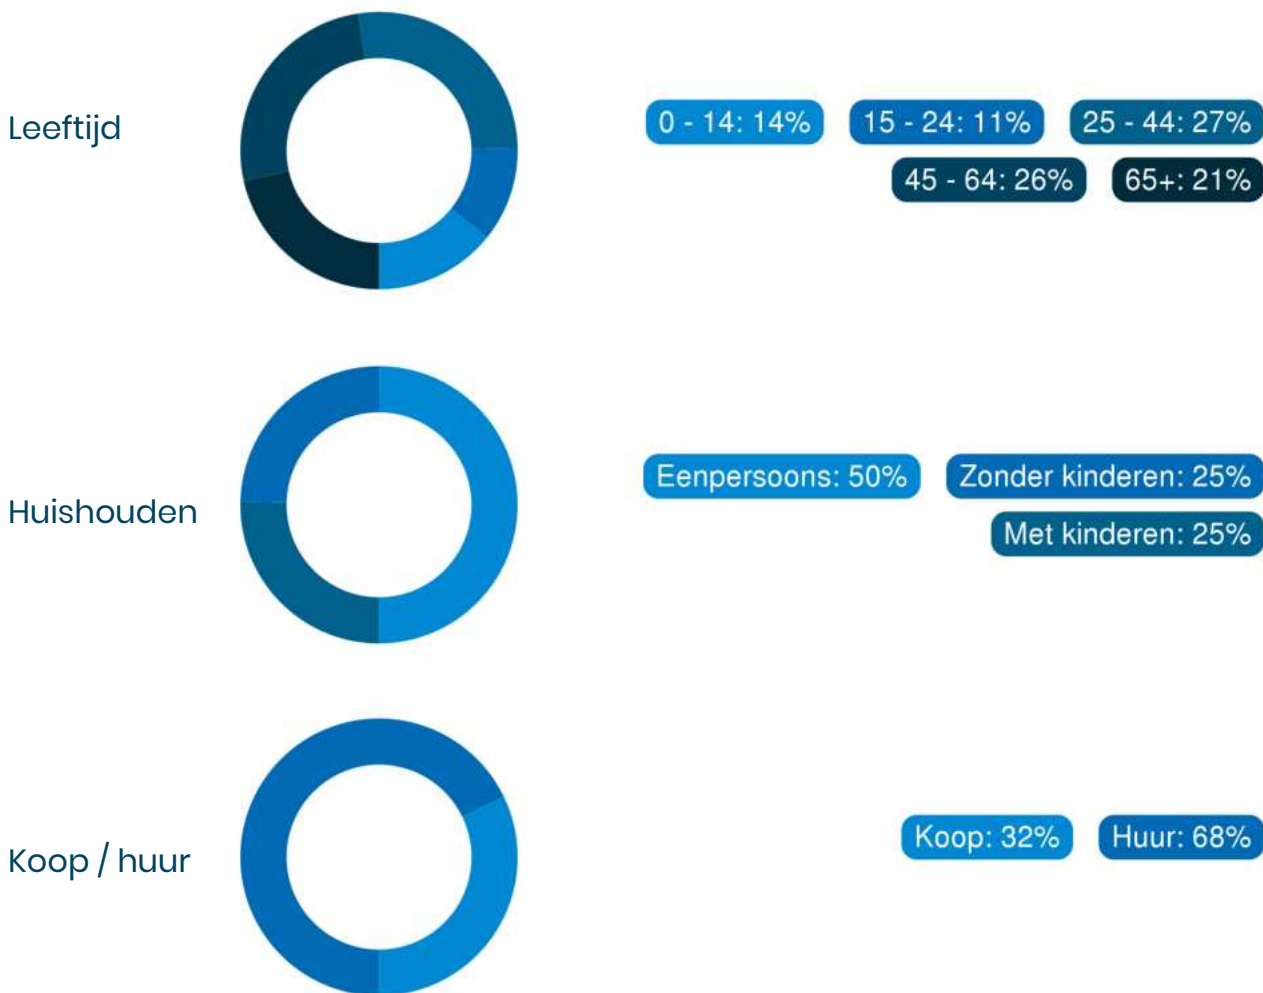 Leeftijd
0 - 14: 14% 15 - 24: 11% 25 - 44: 27%
45 - 64: 26% 65+: 21%
Huishouden
Eenpersoons: 50% Zonder kinderen: 25%
Met kinderen: 25%
Koop / huur
Koop: 32% Huur: 68%